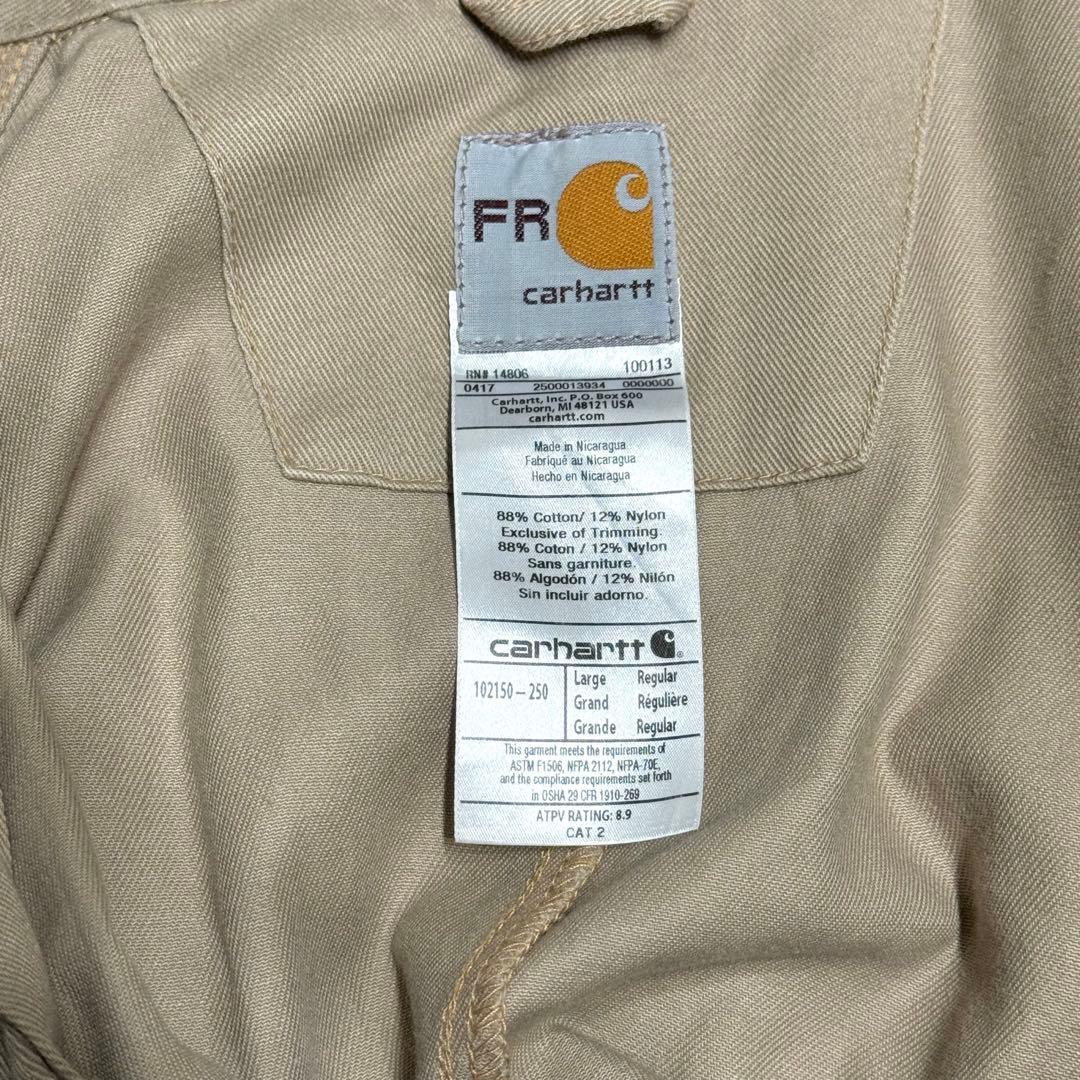 FR
carhartt
RN# 14806 100113
0417 2500013934 0000000
Carhartt, Inc. P.O. Box 600
Dearborn, MI 48121 USA
carhartt.com
Made in Nicaragua
Fabriqué au Nicaragua
Hecho en Nicaragua
88% Cotton/ 12% Nylon
Exclusive of Trimming.
88% Coton / 12% Nylon
Sans garniture.
88% Algodón / 12% Nilón
Sin incluir adorno.
carhartt
102150-250
Large Regular
Grand Régulière
Grande Regular
This garment meets the requirements of
ASTM F1506, NFPA 2112, NFPA-70E,
and the compliance requirements set forth
in OSHA 29 CFR 1910-269
ATPV RATING: 8.9
CAT 2